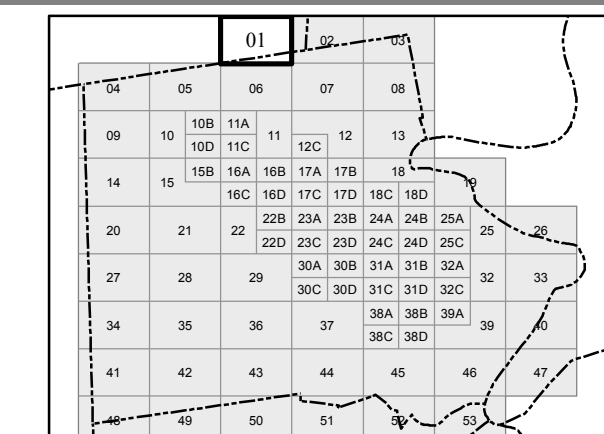 01 02 03
04 05 06 07 08
10B 11A
09 10 11 12 13
10D 11C 12C
15B 16A 16B 17A 17B 18
14 15 19
16C 16D 17C 17D 18C 18D
22B 23A 23B 24A 24B 25A
20 21 22 25 26
22D 23C 23D 24C 24D 25C
30A 30B 31A 31B 32A
27 28 29 32 33
30C 30D 31C 31D 32C
38A 38B 39A
34 35 36 37 39 40
38C 38D
41 42 43 44 45 46 47
48 49 50 51 52 53